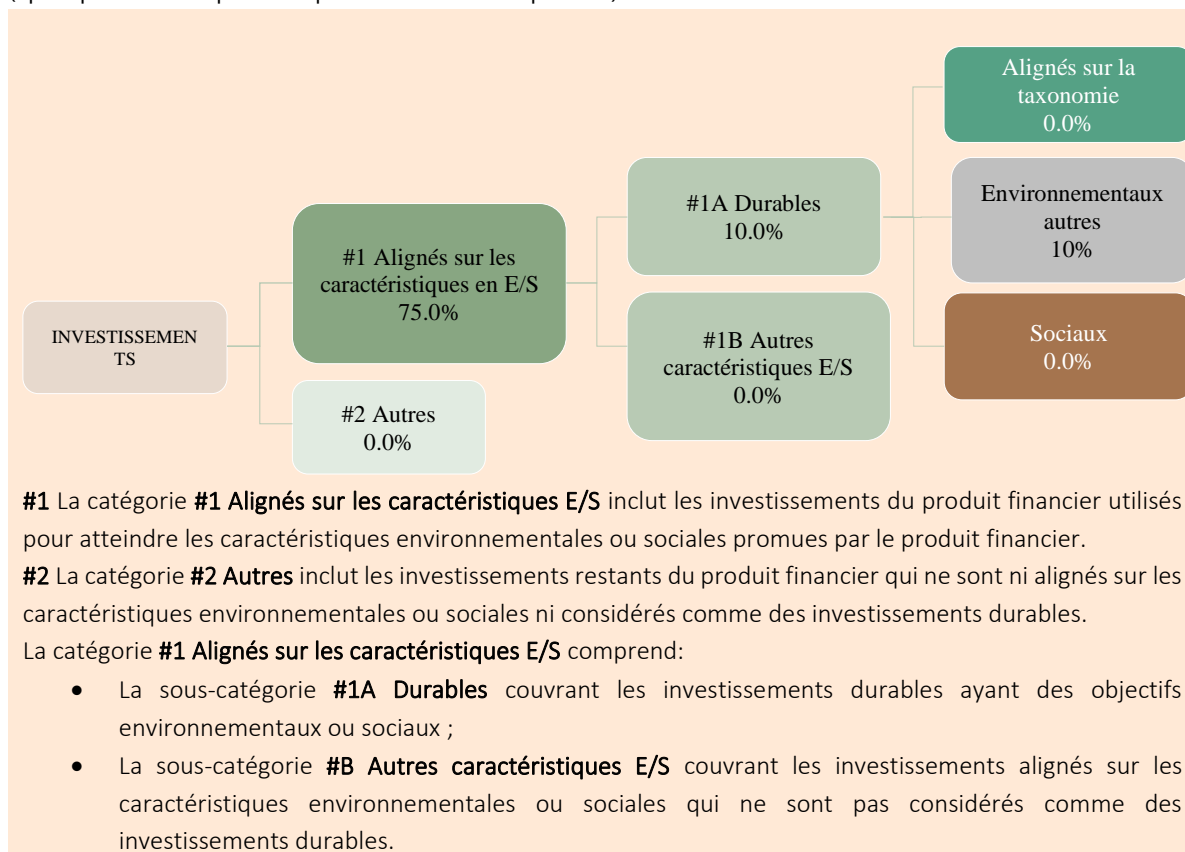 Alignés sur la
taxonomie
0.0%
#1A Durables
10.0%
Environnementaux
autres
10%
#1 Alignés sur les
caractéristiques en E/S
75.0%
INVESTISSEMEN
TS
#1B Autres
caractéristiques E/S
0.0%
Sociaux
0.0%
#2 Autres
0.0%
#1 La catégorie #1 Alignés sur les caractéristiques E/S inclut les investissements du produit financier utilisés
pour atteindre les caractéristiques environnementales ou sociales promues par le produit financier.
#2 La catégorie #2 Autres inclut les investissements restants du produit financier qui ne sont ni alignés sur les
caractéristiques environnementales ou sociales ni considérés comme des investissements durables.
La catégorie #1 Alignés sur les caractéristiques E/S comprend:
• La sous-catégorie #1A Durables couvrant les investissements durables ayant des objectifs
environnementaux ou sociaux ;
• La sous-catégorie #B Autres caractéristiques E/S couvrant les investissements alignés sur les
caractéristiques environnementales ou sociales qui ne sont pas considérés comme des
investissements durables.